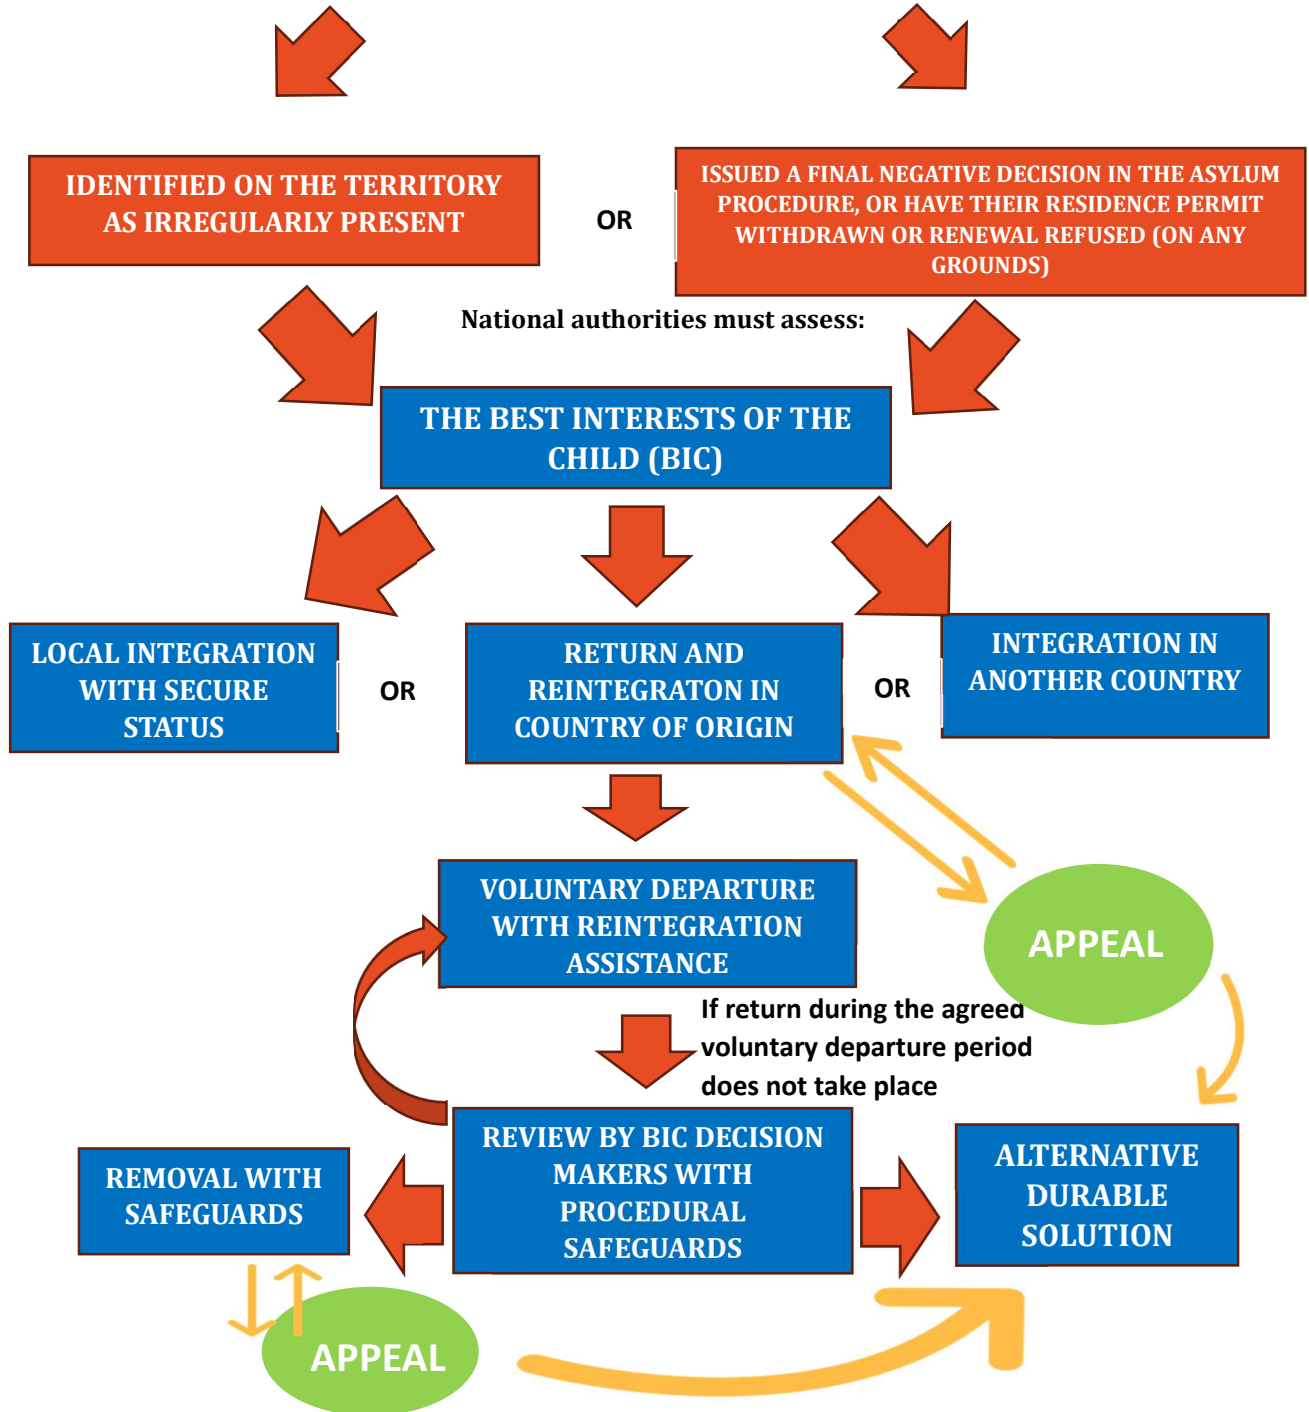 IDENTIFIED ON THE TERRITORY
AS IRREGULARLY PRESENT
OR
ISSUED A FINAL NEGATIVE DECISION IN THE ASYLUM
PROCEDURE, OR HAVE THEIR RESIDENCE PERMIT
WITHDRAWN OR RENEWAL REFUSED (ON ANY
GROUNDS)
National authorities must assess:
THE BEST INTERESTS OF THE
CHILD (BIC)
LOCAL INTEGRATION
WITH SECURE
STATUS
OR
RETURN AND
REINTEGRATON IN
COUNTRY OF ORIGIN
OR
INTEGRATION IN
ANOTHER COUNTRY
VOLUNTARY DEPARTURE
WITH REINTEGRATION
ASSISTANCE
APPEAL
If return during the agreed
voluntary departure period
does not take place
REMOVAL WITH
SAFEGUARDS
REVIEW BY BIC DECISION
MAKERS WITH
PROCEDURAL
SAFEGUARDS
ALTERNATIVE
DURABLE
SOLUTION
APPEAL